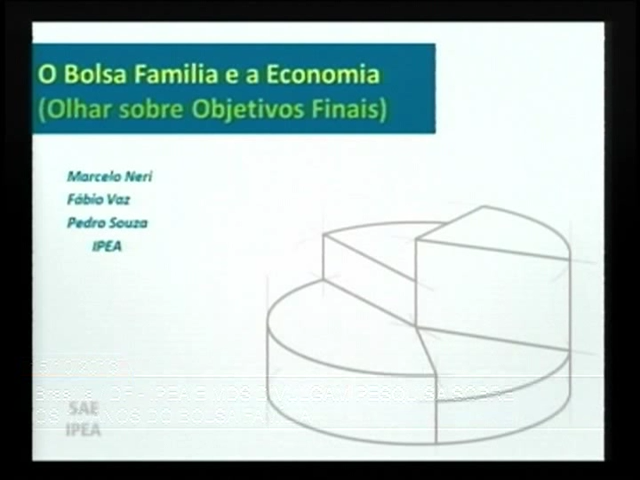 O Bolsa Familia e a Economia
(Olhar sobre Objetivos Finais)
Marcelo Neri
Fábio Vaz
Pedro Souza
IPEA
SAE
IPEA